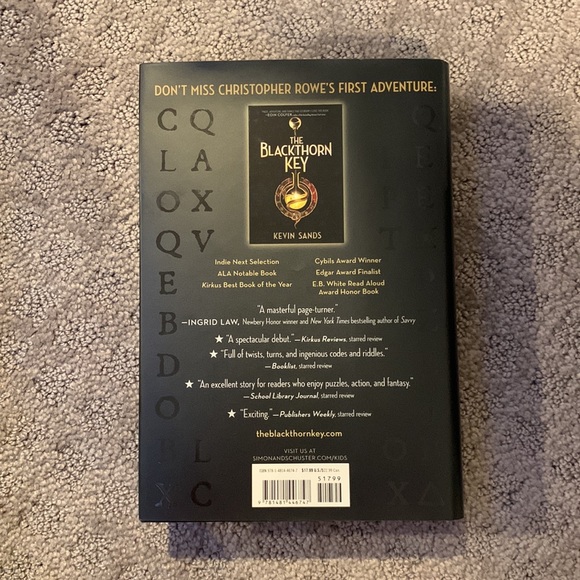 DON'T MISS CHRISTOPHER ROWE'S FIRST ADVENTURE:
C Q
L A
O X
Q V
E
B
D
O
L
X C
THE
BLACKTHORN
KEY
KEVIN SANDS
Indie Next Selection
ALA Notable Book
Kirkus Best Book of the Year
Cybils Award Winner
Edgar Award Finalist
E.B. White Read Aloud
Award Honor Book
"A masterful page-turner."
—INGRID LAW, Newbery Honor winner and New York Times bestselling author of Savvy
★ "A spectacular debut." —Kirkus Reviews, starred review
★ "Full of twists, turns, and ingenious codes and riddles."
—Booklist, starred review
★ "An excellent story for readers who enjoy puzzles, action, and fantasy."
—School Library Journal, starred review
★ "Exciting." —Publishers Weekly, starred review
theblackthornkey.com
VISIT US AT
SIMONANDSCHUSTER.COM/KIDS
51799
9 781481 446747